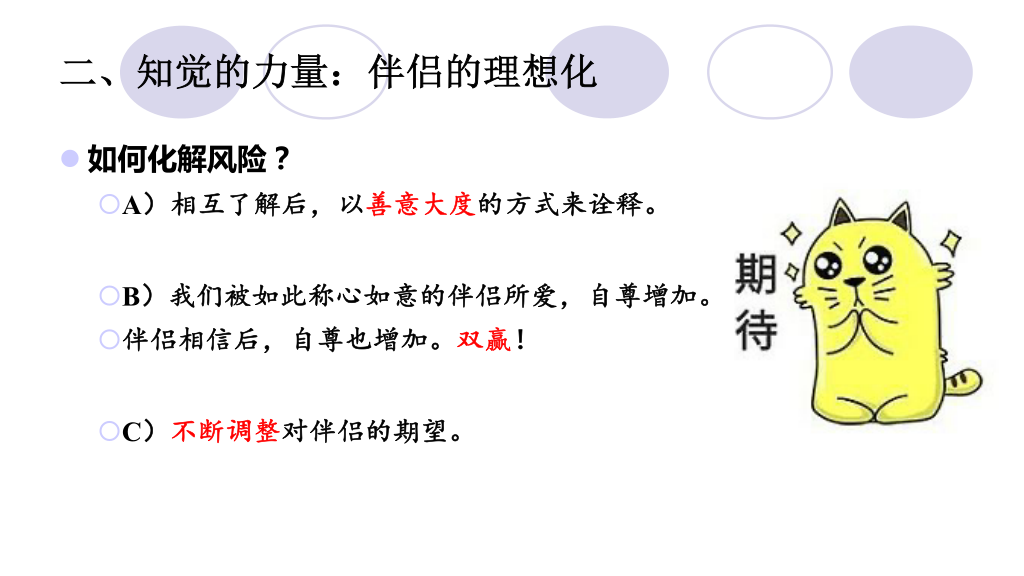 二、知觉的力量：伴侣的理想化
如何化解风险？
A）相互了解后，以善意大度的方式来诠释。
B）我们被如此称心如意的伴侣所爱，自尊增加。
伴侣相信后，自尊也增加。双赢！
C）不断调整对伴侣的期望。
期待